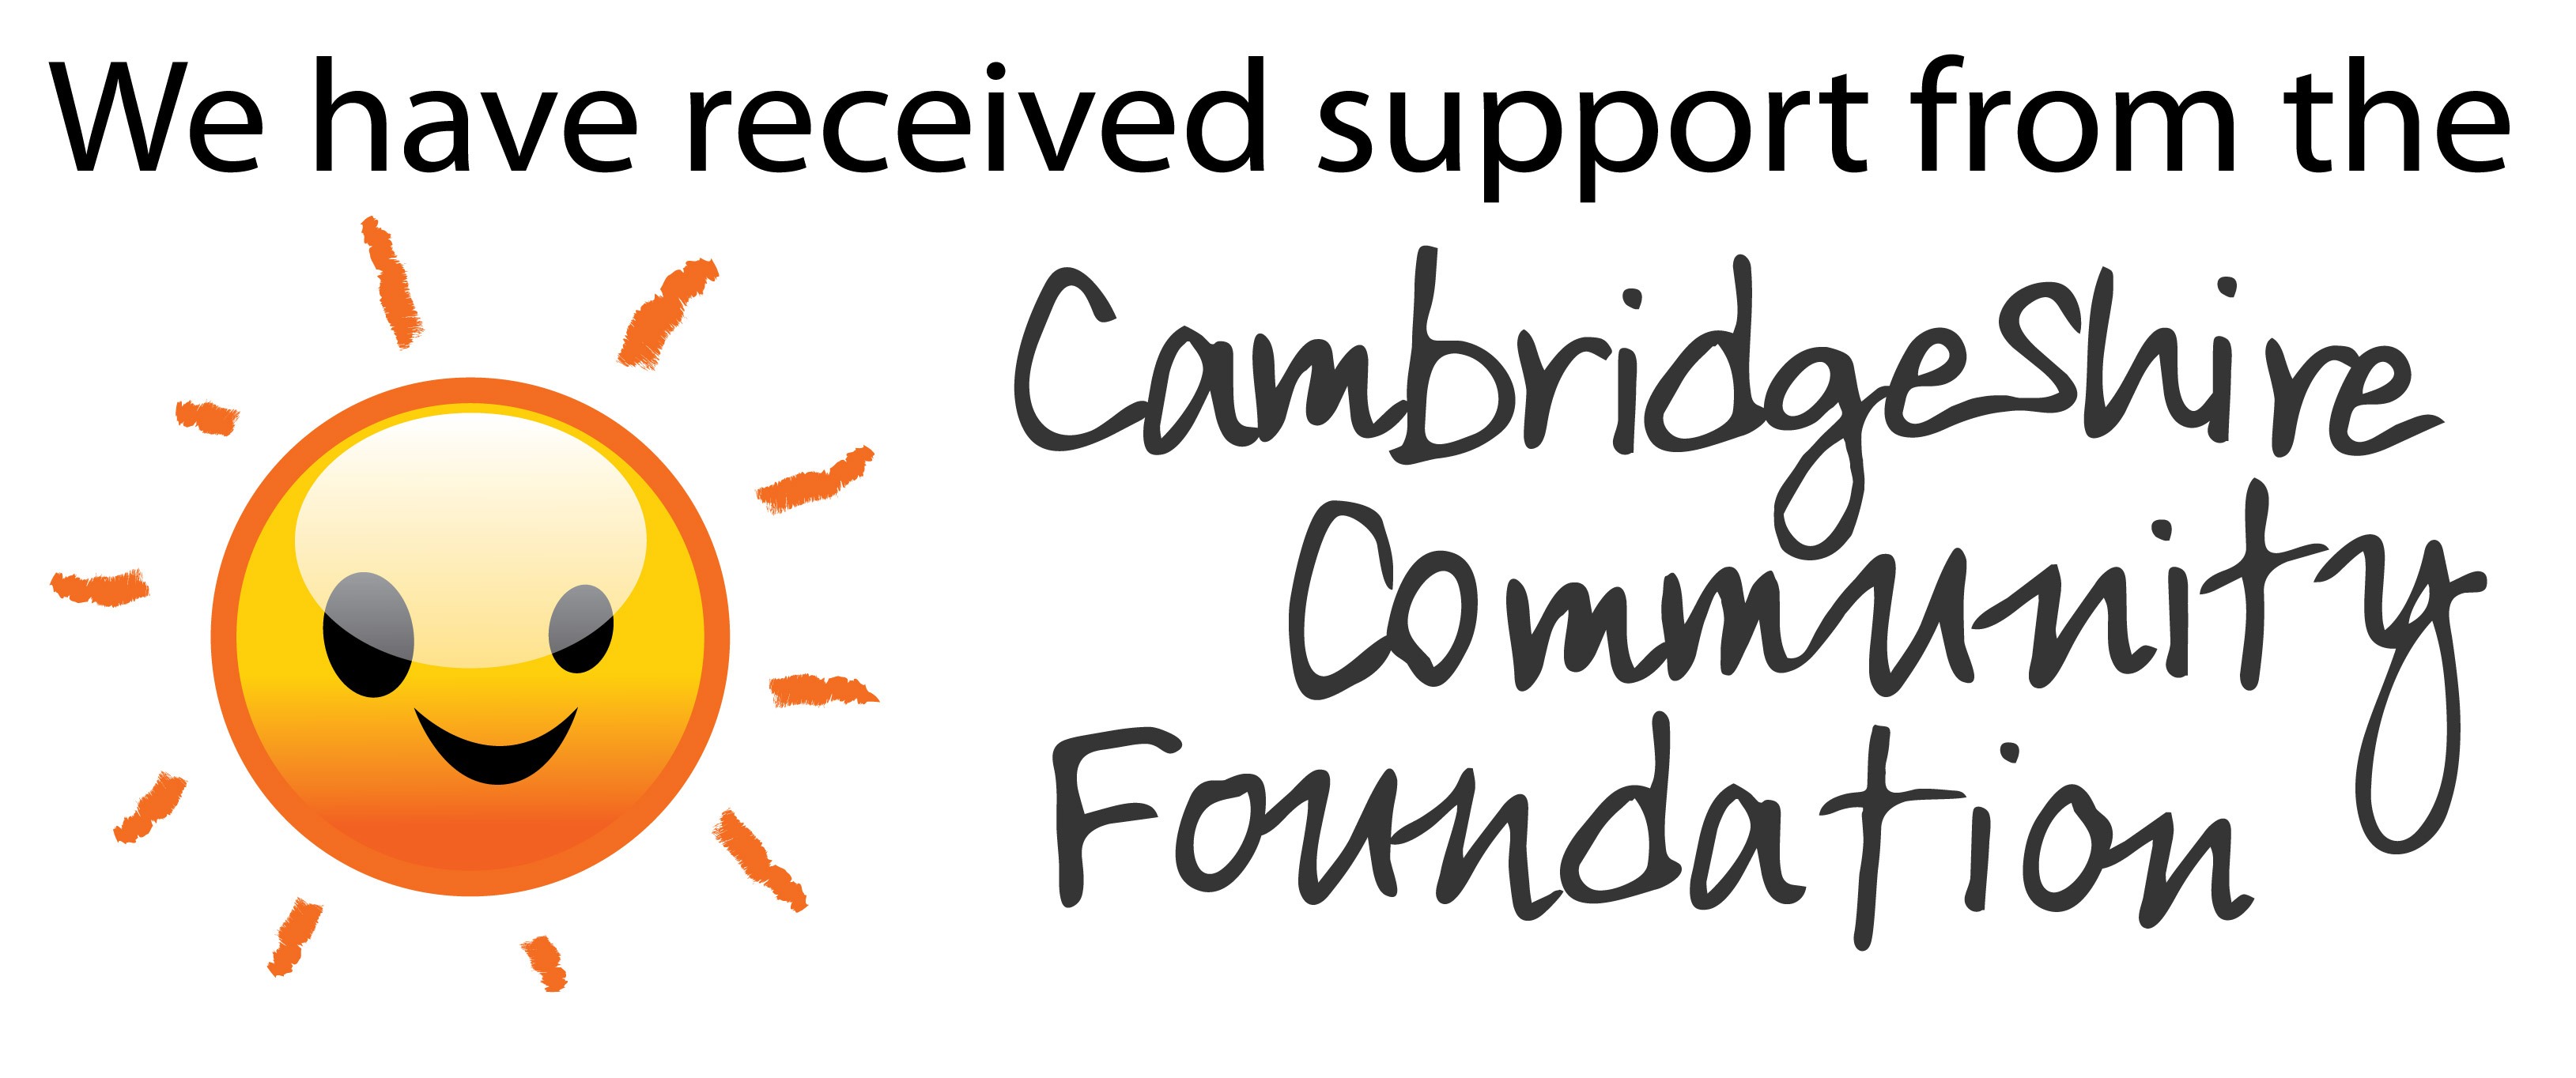 We have received support from the
Cambridgeshire
Community
Foundation